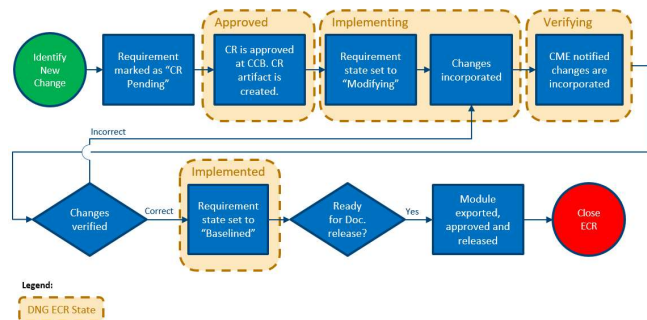 Approved
Implementing
Verifying
Identify
New
Change
Requirement
marked as "CR
Pending"
CR is approved
at CCB. CR
artifact is
created.
Requirement
state set to
"Modifying"
Changes
incorporated
CME notified
changes are
incorporated
Incorrect
Implemented
Changes
verified
Correct
Requirement
state set to
"Baselined"
Ready
for Doc.
release?
Yes
Module
exported,
approved and
released
Close
ECR
Legend:
DNG ECR State